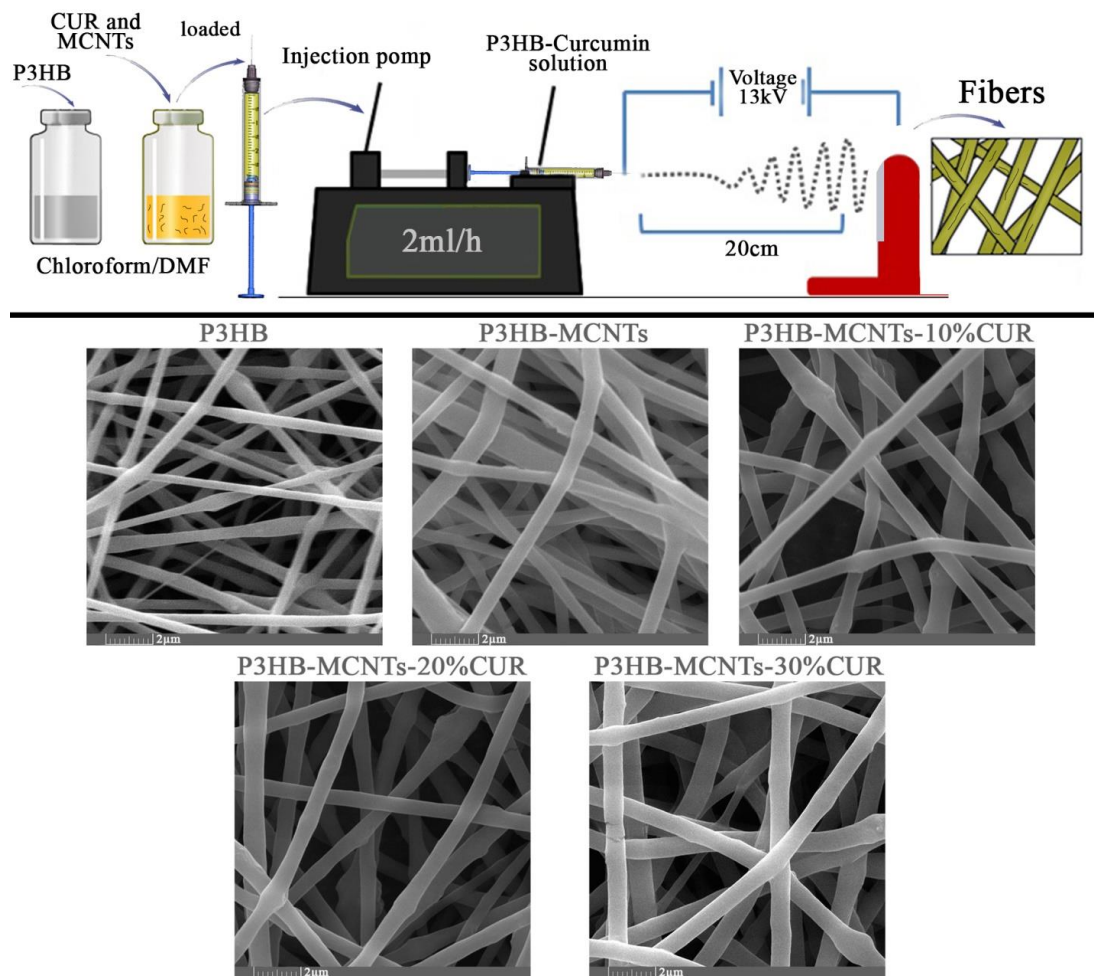 CUR and
MCNTs
loaded
P3HB
Injection pomp
P3HB-Curcumin
solution
Voltage
13kV
Fibers
2ml/h
20cm
Chloroform/DMF
P3HB
P3HB-MCNTs
P3HB-MCNTs-10%CUR
2µm
2µm
2µm
P3HB-MCNTs-20%CUR
P3HB-MCNTs-30%CUR
2µm
2µm